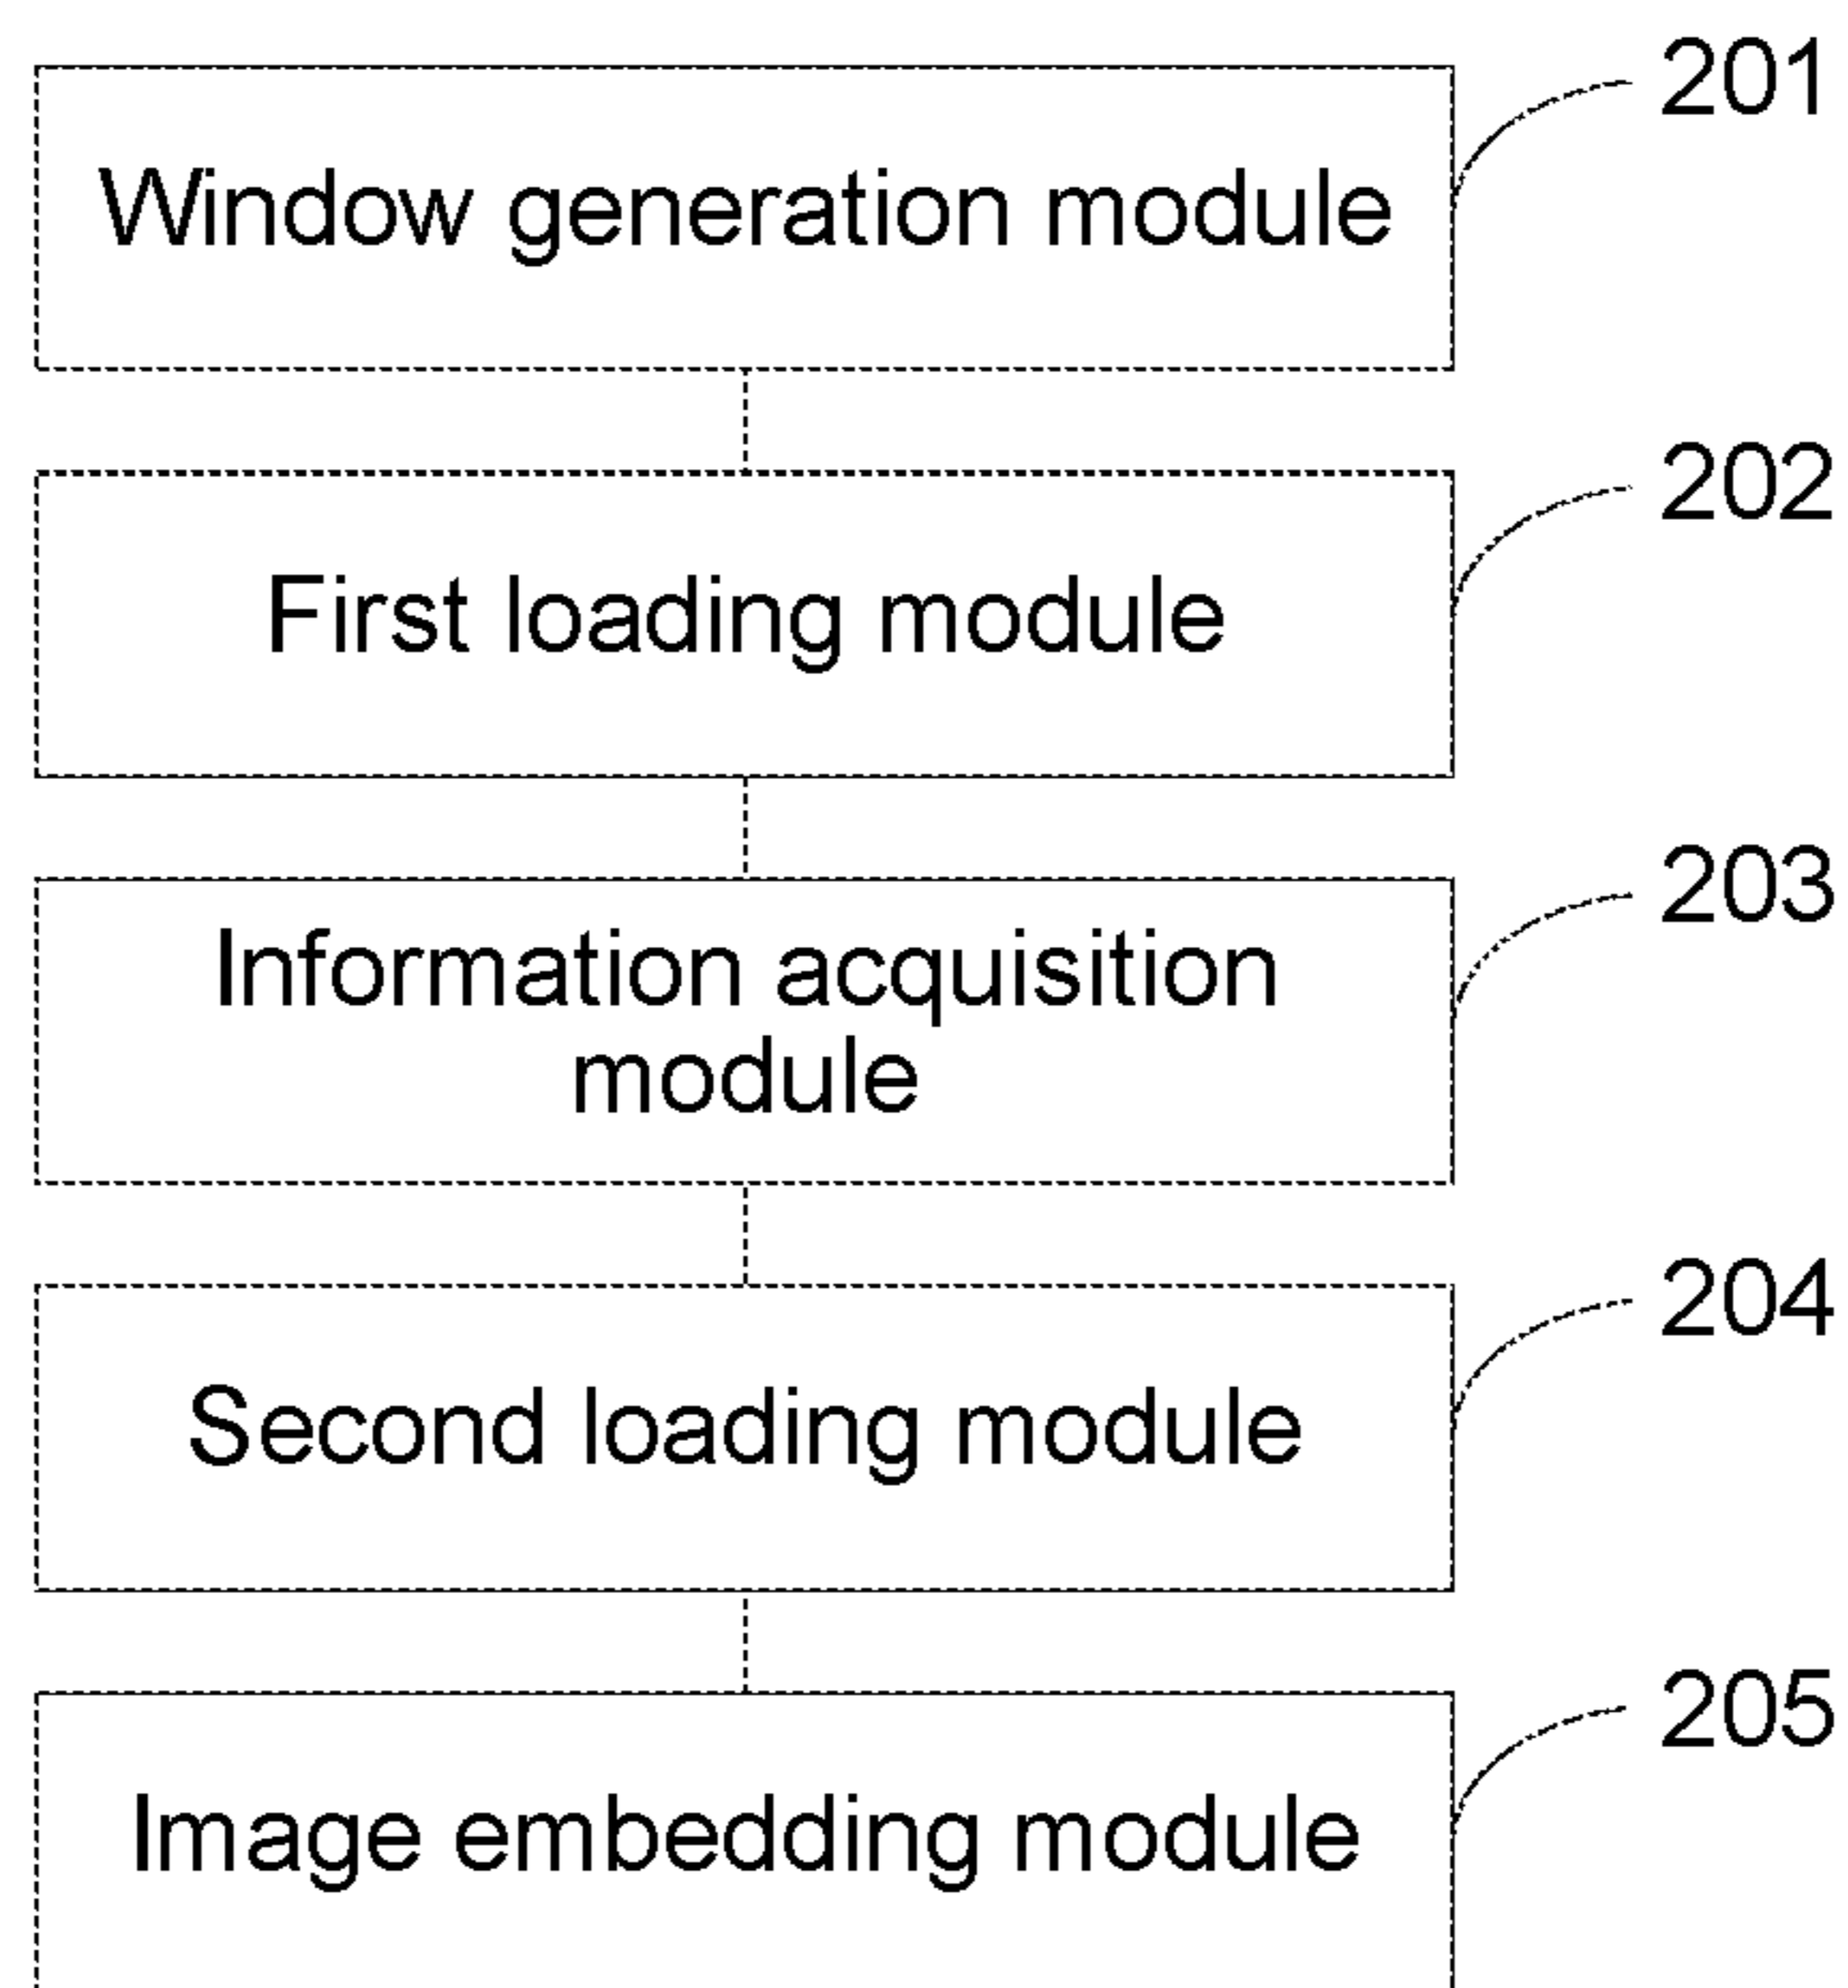 201
Window generation module
202
First loading module
203
Information acquisition
module
204
Second loading module
205
Image embedding module